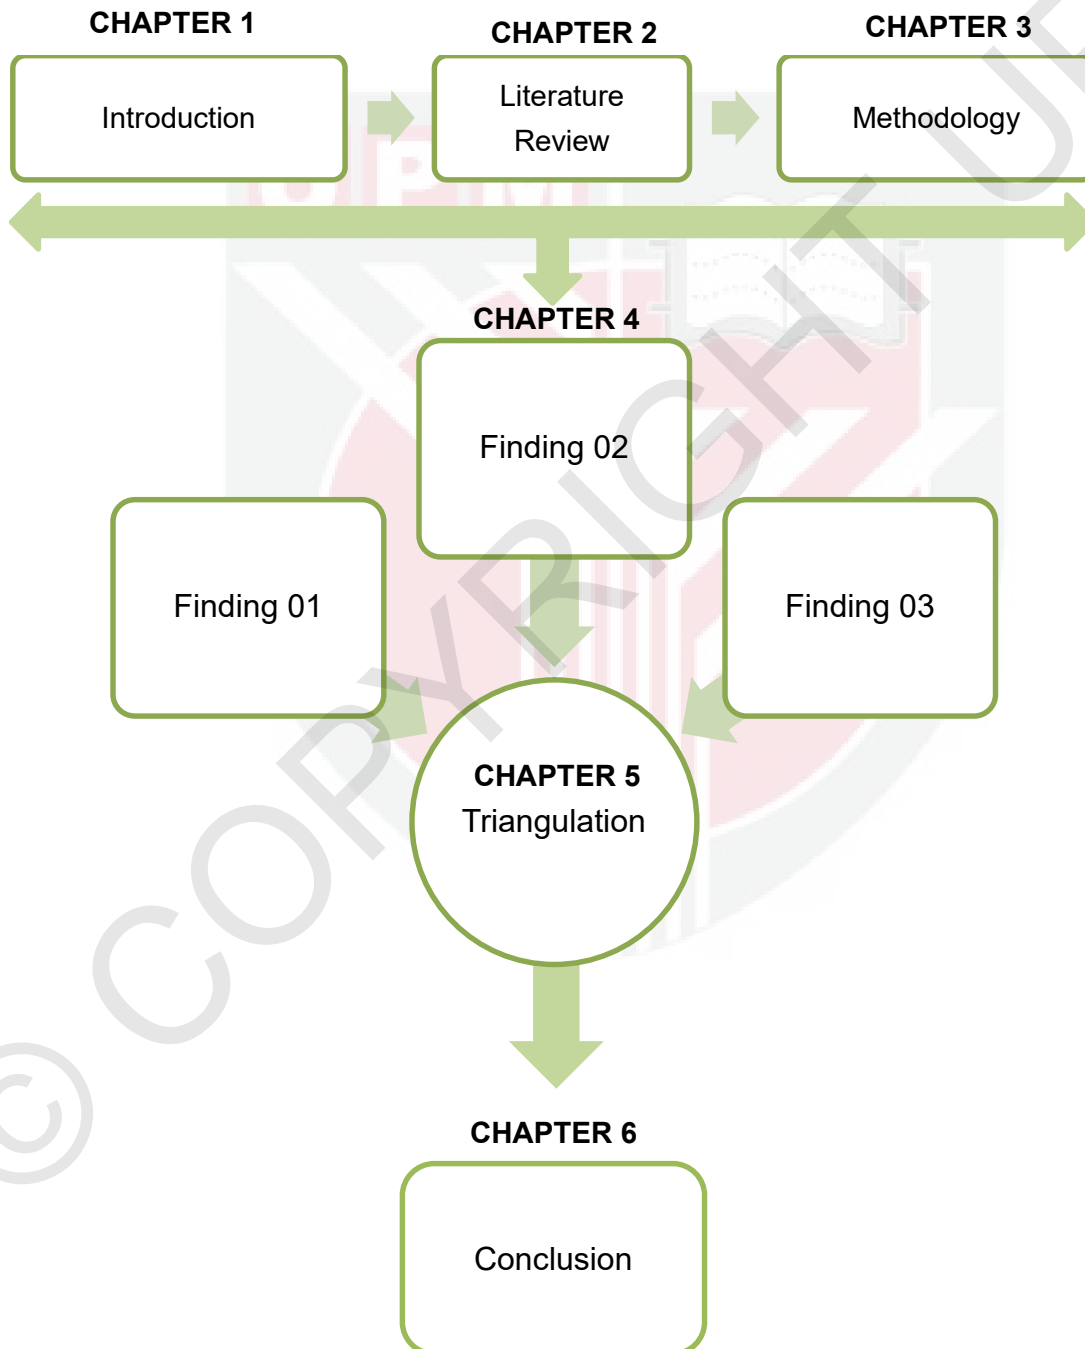 CHAPTER 1
CHAPTER 2
CHAPTER 3
Introduction
Literature
Review
Methodology
UPM
CHAPTER 4
Finding 02
Finding 01
Finding 03
CHAPTER 5
Triangulation
CHAPTER 6
Conclusion
© COPYRIGHT